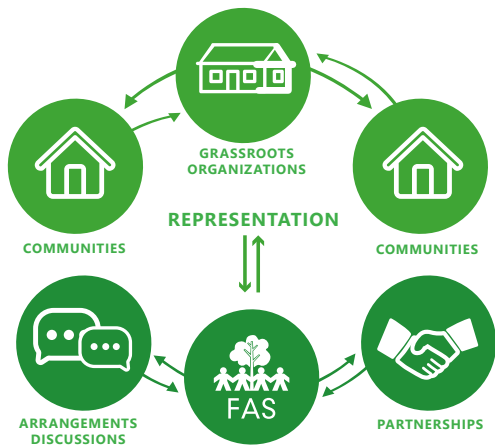 GRASSROOTS
ORGANIZATIONS
COMMUNITIES
COMMUNITIES
REPRESENTATION
FAS
ARRANGEMENTS
DISCUSSIONS
PARTNERSHIPS